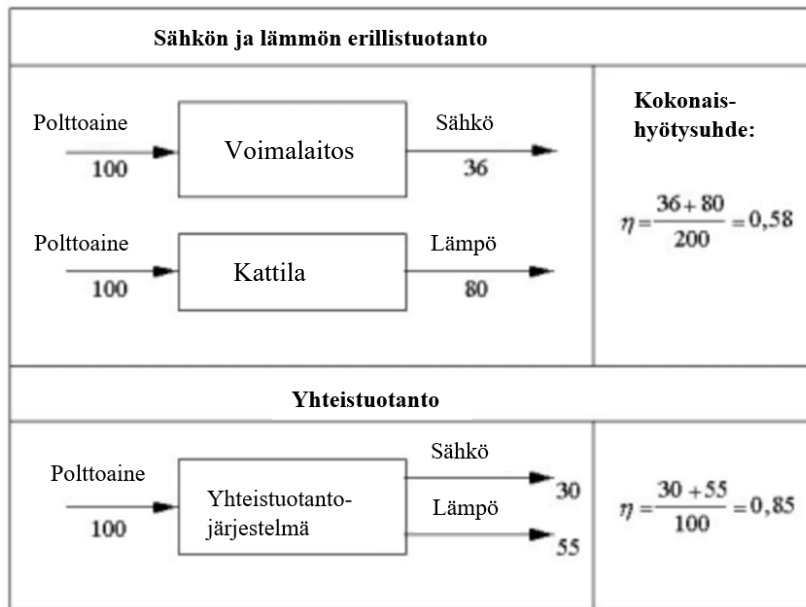 Sähkön ja lämmön erillistuotanto
Polttoaine
100
Voimalaitos
Sähkö
36
Polttoaine
100
Kattila
Lämpö
80
Kokonais-
hyötysuhde:
η = (36 + 80) / 200 = 0,58
Yhteistuotanto
Polttoaine
100
Yhteistuotanto-
järjestelmä
Sähkö
30
Lämpö
55
η = (30 + 55) / 100 = 0,85